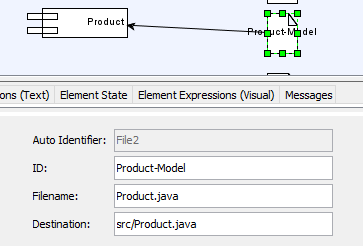 Product
Product-Model
ons (Text) Element State Element Expressions (Visual) Messages
Auto Identifier: File2
ID: Product-Model
Filename: Product.java
Destination: src/Product.java